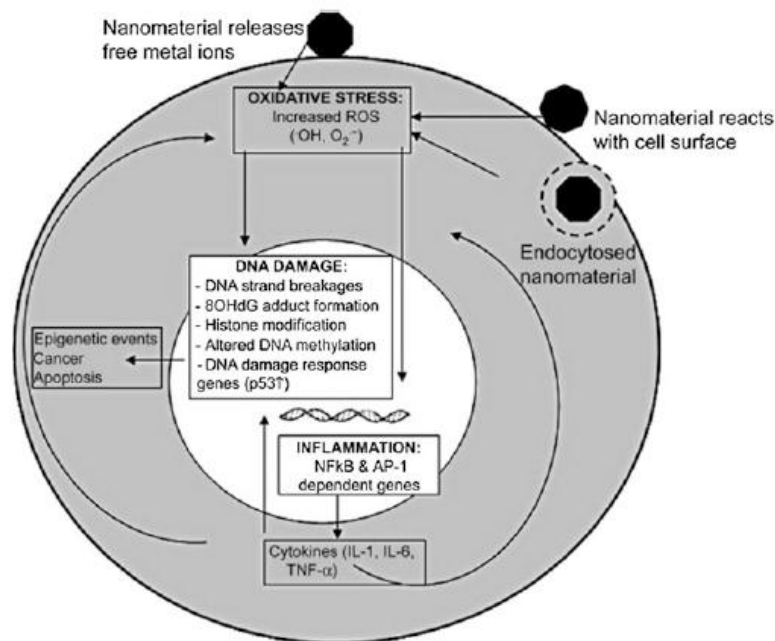 Nanomaterial releases
free metal ions
OXIDATIVE STRESS:
Increased ROS
(·OH, O₂⁻)
Nanomaterial reacts
with cell surface
Endocytosed
nanomaterial
DNA DAMAGE:
- DNA strand breakages
- 8OHdG adduct formation
- Histone modification
- Altered DNA methylation
- DNA damage response
genes (p53↑)
Epigenetic events
Cancer
Apoptosis
INFLAMMATION:
NFkB & AP-1
dependent genes
Cytokines (IL-1, IL-6,
TNF-α)